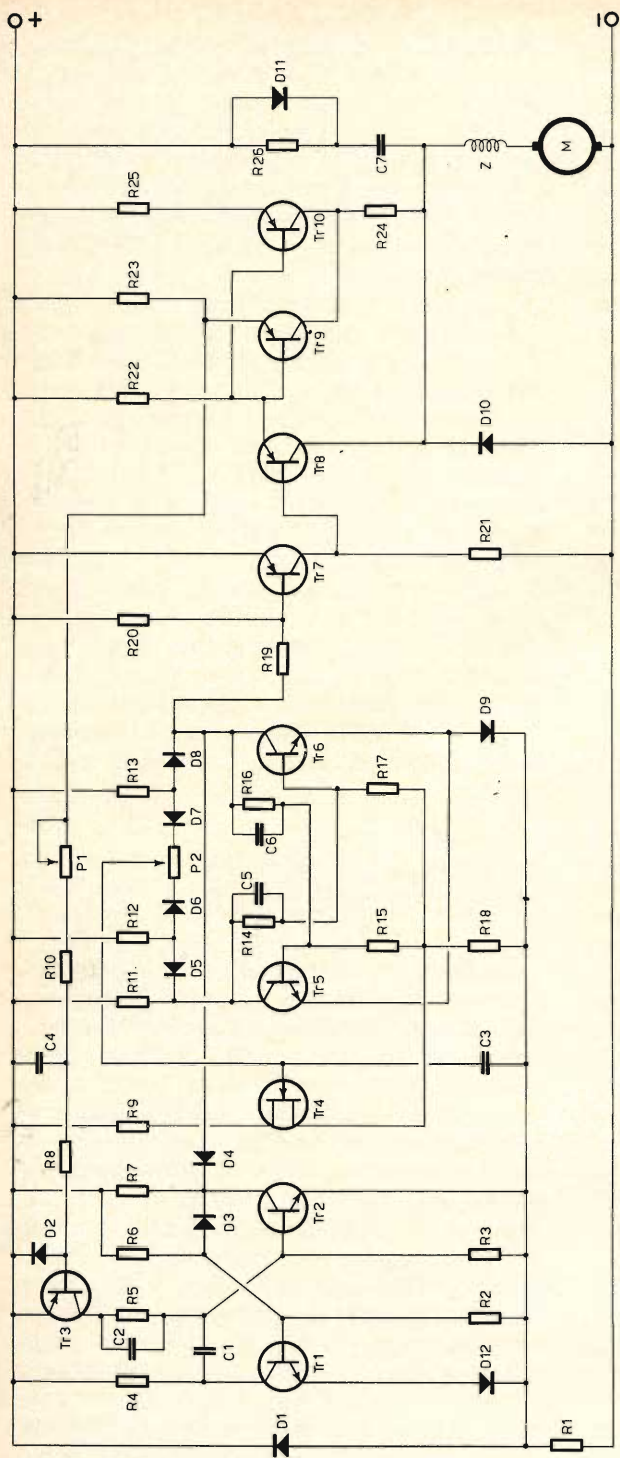 +
D2
C4
Tr3
R8
R10
P1
R4
C2
R5
R6
R7
R9
R11
R12
R13
R20
R22
R23
R25
C1
D3
D4
D5
D6
P2
D7
D8
D1
Tr1
Tr2
Tr4
Tr5
R14
C5
C6
R16
Tr6
R19
Tr7
Tr8
Tr9
Tr10
R26
D11
D12
R2
R3
C3
R15
R18
R17
D9
R21
D10
R24
C7
Z
M
R1
−